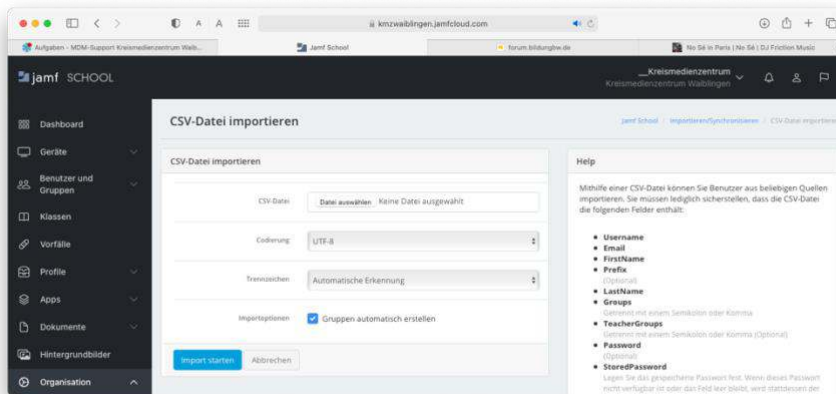 kmzwaiblingen.jamfcloud.com
Aufgaben - MDM-Support Kreismedienzentrum Waib...
Jamf School
forum.bildungbw.de
No Sé in Paris | No Sé | DJ Friction Music
jamf SCHOOL
__Kreismedienzentrum
Kreismedienzentrum Waiblingen
Dashboard
Geräte
Benutzer und
Gruppen
Klassen
Vorfälle
Profile
Apps
Dokumente
Hintergrundbilder
Organisation
CSV-Datei importieren
Jamf School / Importieren/Synchronisieren / CSV-Datei importieren
CSV-Datei importieren
CSV-Datei
Datei auswählen Keine Datei ausgewählt
Codierung
UTF-8
Trennzeichen
Automatische Erkennung
Importoptionen
Gruppen automatisch erstellen
Import starten
Abbrechen
Help
Mithilfe einer CSV-Datei können Sie Benutzer aus beliebigen Quellen
importieren. Sie müssen lediglich sicherstellen, dass die CSV-Datei
die folgenden Felder enthält:
Username
Email
FirstName
Prefix
(Optional)
LastName
Groups
Getrennt mit einem Semikolon oder Komma
TeacherGroups
Getrennt mit einem Semikolon oder Komma (Optional)
Password
(Optional)
StoredPassword
Legen Sie das gespeicherte Passwort fest. Wenn dieses Passwort
nicht verfügbar ist oder das Feld leer bleibt, wird stattdessen der